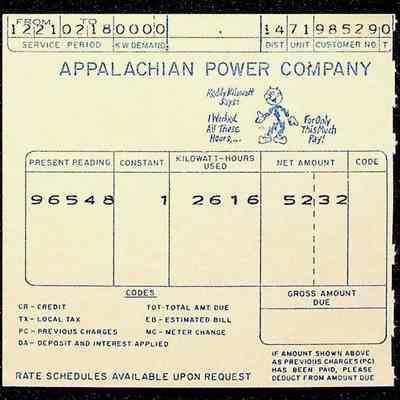 FROM TO
1221 0218 0000 1471 985290
SERVICE PERIOD KW DEMAND DIST UNIT CUSTOMER NO. T
APPALACHIAN POWER COMPANY
Reddy Kilowatt
Says:
I Worked
All These
Hours,...
For Only
This Much
Pay!
PRESENT READING CONSTANT KILOWATT-HOURS USED NET AMOUNT CODE
96548 1 2616 5232
CODES
CR - CREDIT TOT-TOTAL AMT. DUE
TX - LOCAL TAX EB - ESTIMATED BILL
PC - PREVIOUS CHARGES MC - METER CHANGE
DA - DEPOSIT AND INTEREST APPLIED
GROSS AMOUNT
DUE
IF AMOUNT SHOWN ABOVE
AS PREVIOUS CHARGES (PC)
HAS BEEN PAID, PLEASE
DEDUCT FROM AMOUNT DUE
RATE SCHEDULES AVAILABLE UPON REQUEST